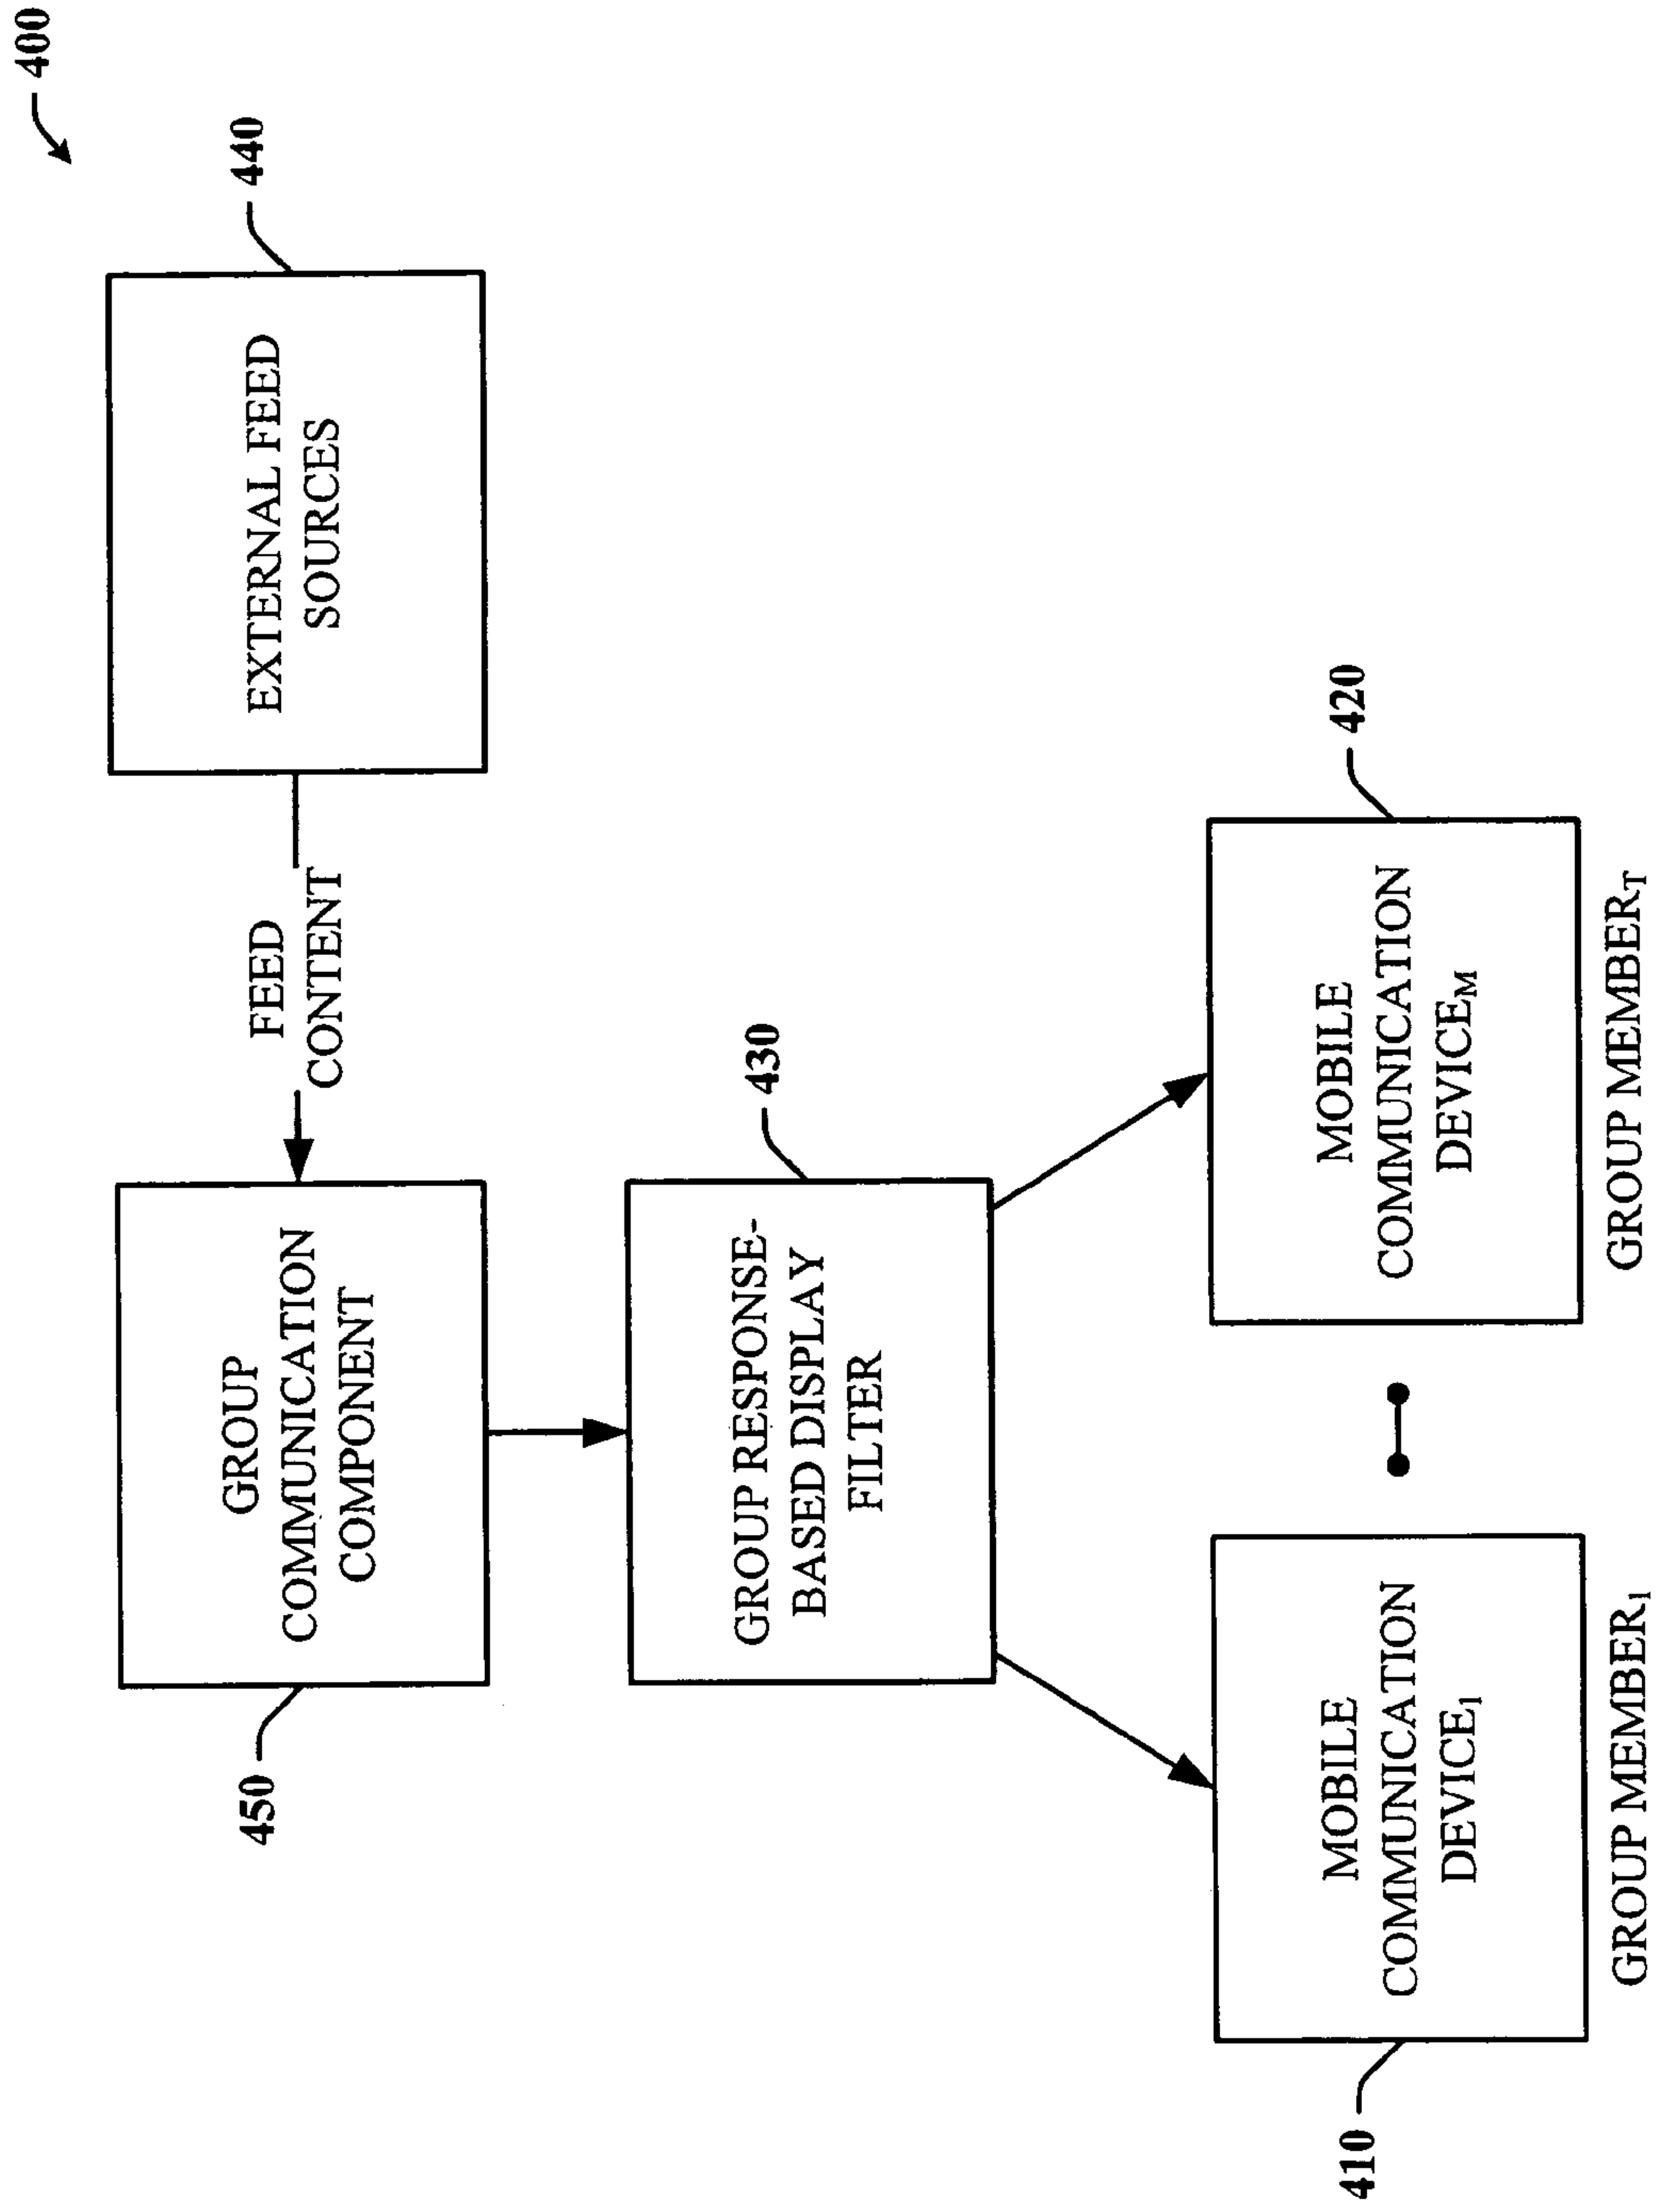 400
450
GROUP
COMMUNICATION
COMPONENT
FEED
CONTENT
EXTERNAL FEED
SOURCES
440
GROUP RESPONSE-
BASED DISPLAY
FILTER
430
410
MOBILE
COMMUNICATION
DEVICE1
GROUP MEMBER1
MOBILE
COMMUNICATION
DEVICEM
420
GROUP MEMBERT